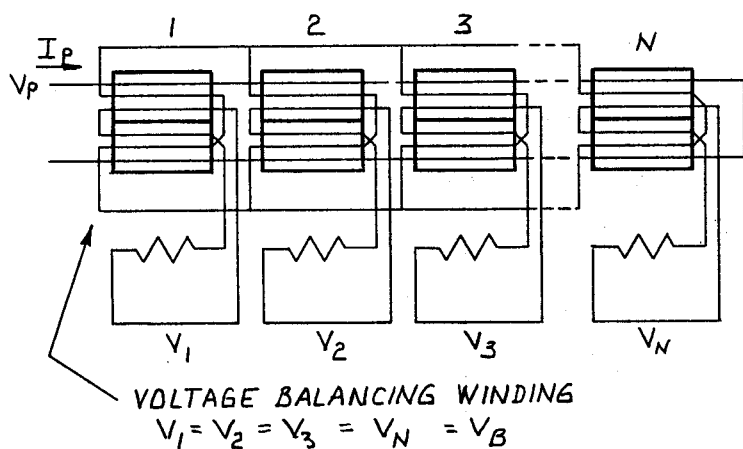 1 2 3 N
Ip
Vp
V1 V2 V3 VN
VOLTAGE BALANCING WINDING
V1 = V2 = V3 = VN = VB